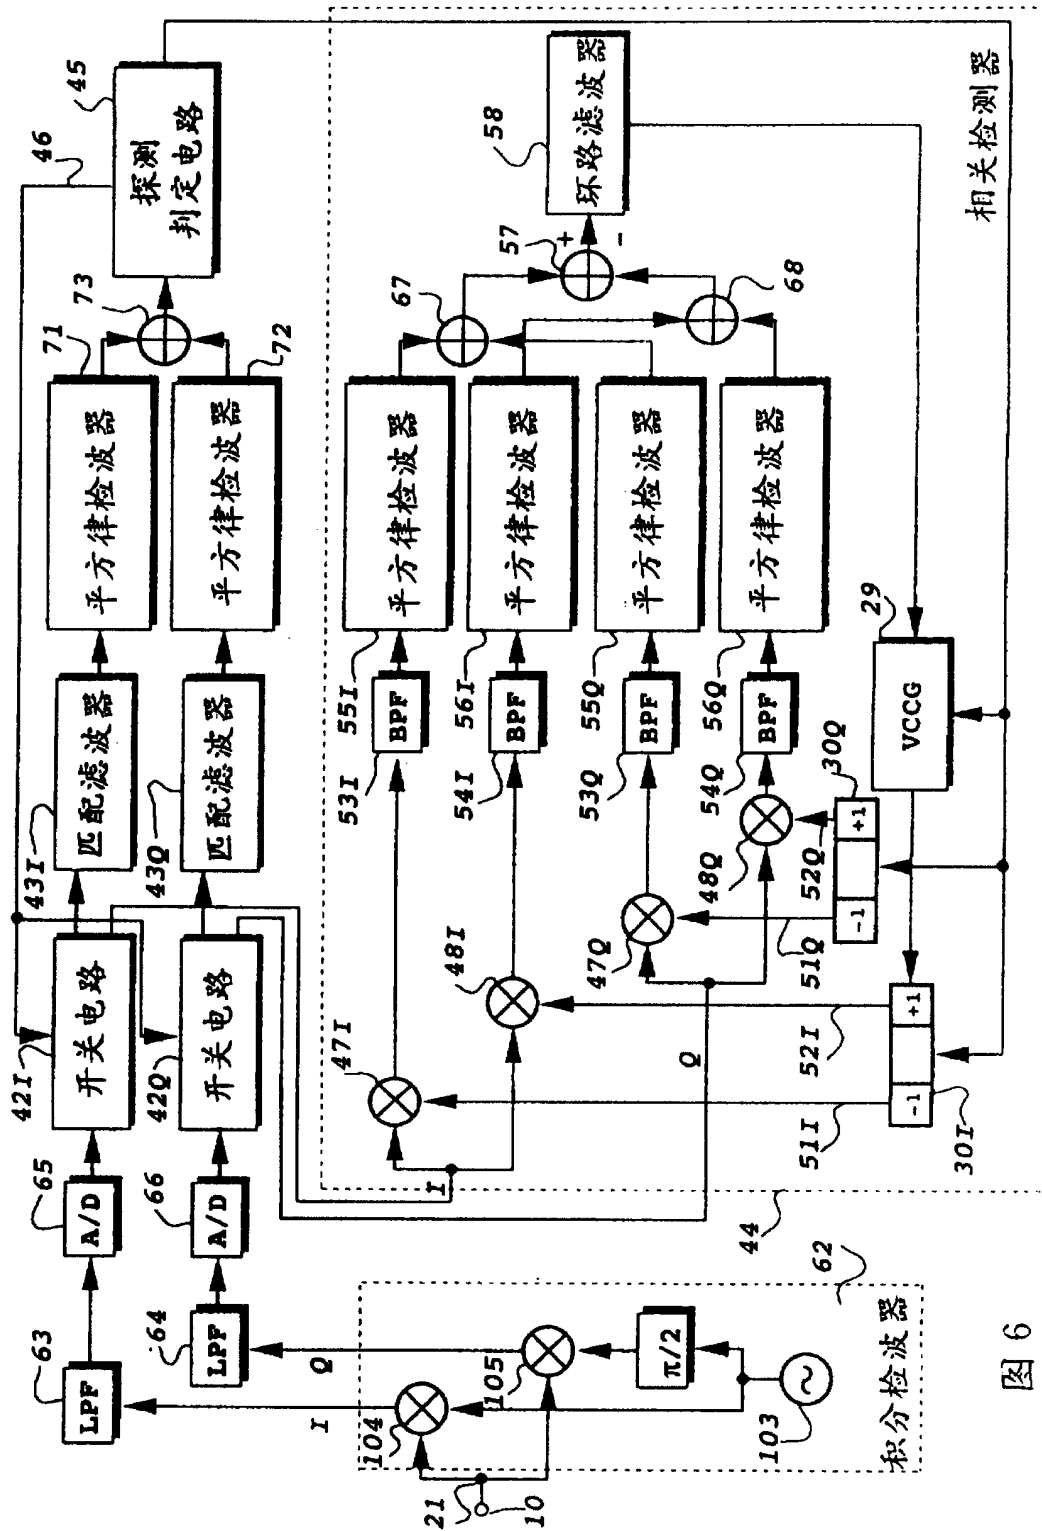 21
10
积分检波器
62
103
104
105
π/2
I
Q
63
LPF
64
LPF
65
A/D
66
A/D
42I
开关电路
42Q
开关电路
43I
匹配滤波器
43Q
匹配滤波器
71
平方律检波器
72
平方律检波器
73
46
45
探测
判定电路
44
相关检测器
I
Q
47I
48I
47Q
48Q
53I
BPF
54I
BPF
53Q
BPF
54Q
BPF
55I
平方律检波器
56I
平方律检波器
55Q
平方律检波器
56Q
平方律检波器
67
68
57
+
-
58
环路滤波器
29
VCCG
51I
52I
30I
-1
+1
51Q
52Q
30Q
-1
+1
图 6